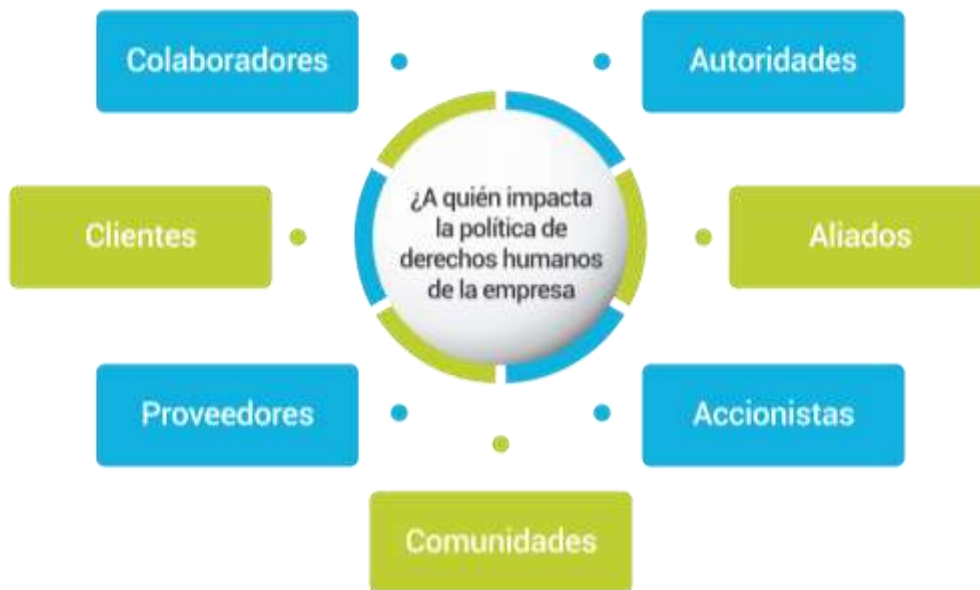 Colaboradores
Autoridades
¿A quién impacta
la política de
derechos humanos
de la empresa
Clientes
Aliados
Proveedores
Accionistas
Comunidades